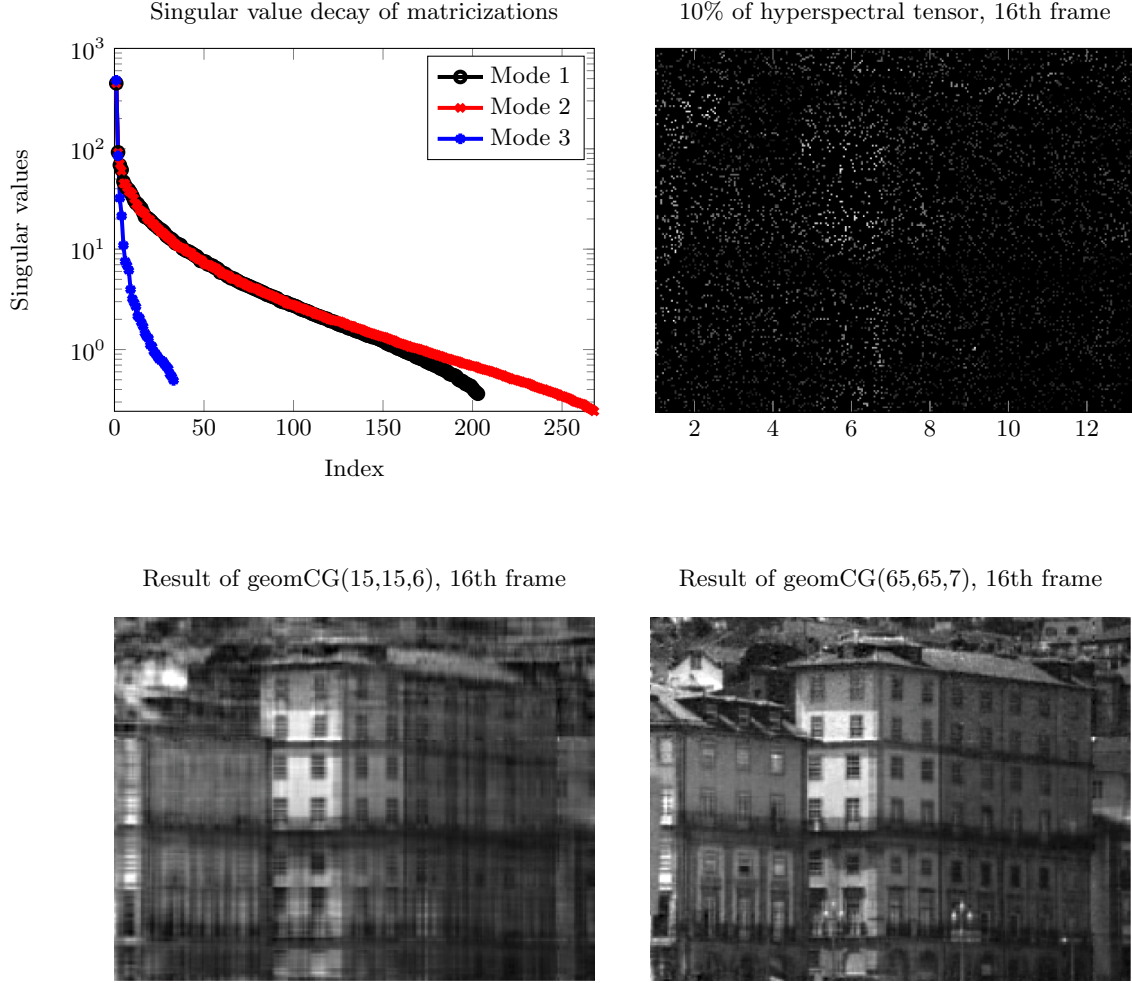 Singular value decay of matricizations
10% of hyperspectral tensor, 16th frame
10^3
10^2
10^1
10^0
Singular values
Mode 1
Mode 2
Mode 3
0 50 100 150 200 250
Index
2 4 6 8 10 12
Result of geomCG(15,15,6), 16th frame
Result of geomCG(65,65,7), 16th frame